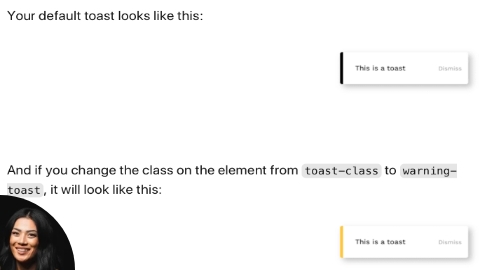 Your default toast looks like this:
This is a toast Dismiss
And if you change the class on the element from toast-class to warning-
toast, it will look like this:
This is a toast Dismiss